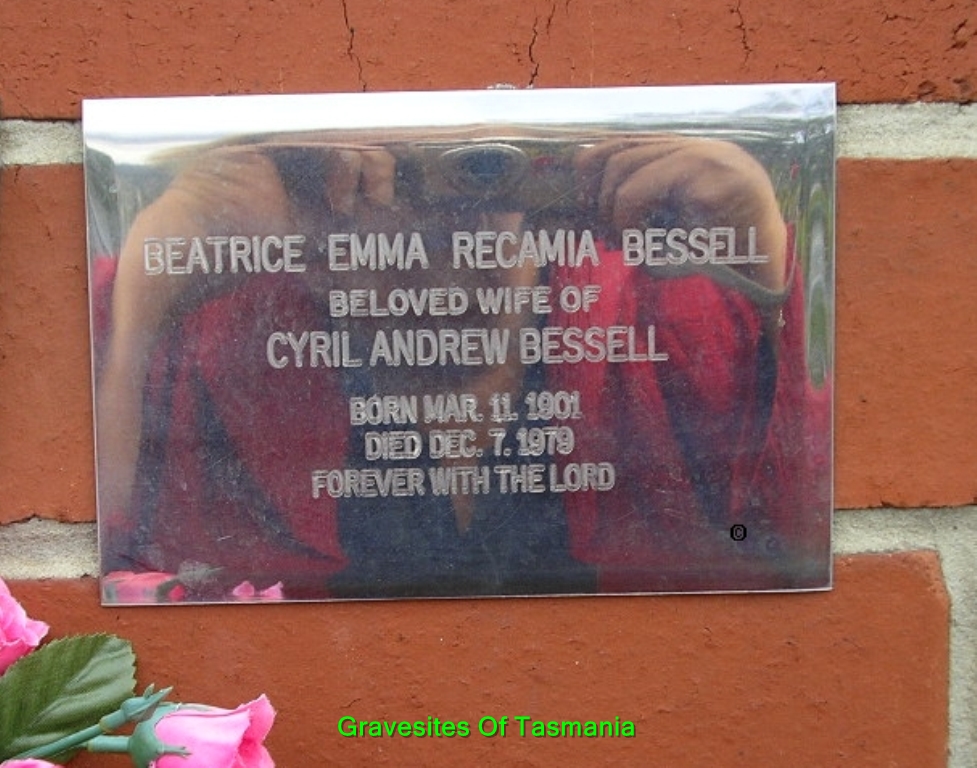 BEATRICE EMMA RECAMIA BESSELL
BELOVED WIFE OF
CYRIL ANDREW BESSELL
BORN MAR. 11. 1901
DIED DEC. 7. 1979
FOREVER WITH THE LORD
©
Gravesites Of Tasmania